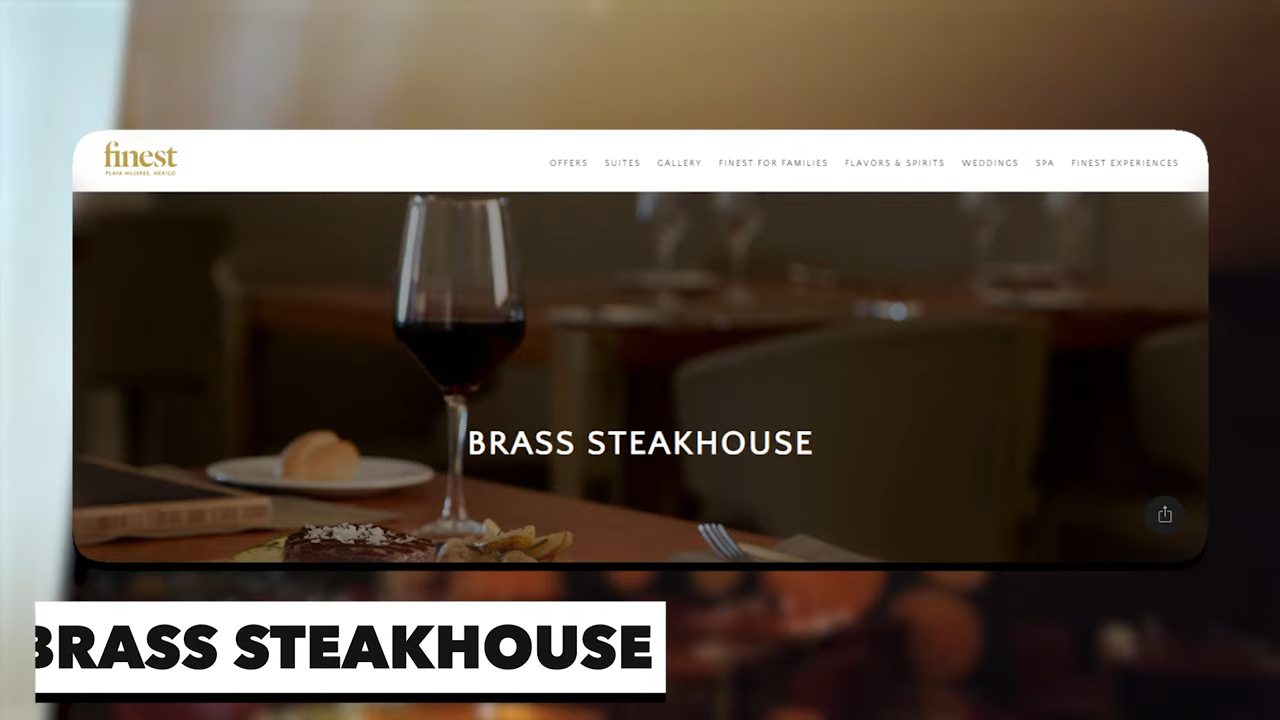 finest
PLAYA MUJERES, MEXICO
OFFERS SUITES GALLERY FINEST FOR FAMILIES FLAVORS & SPIRITS WEDDINGS SPA FINEST EXPERIENCES
BRASS STEAKHOUSE
BRASS STEAKHOUSE